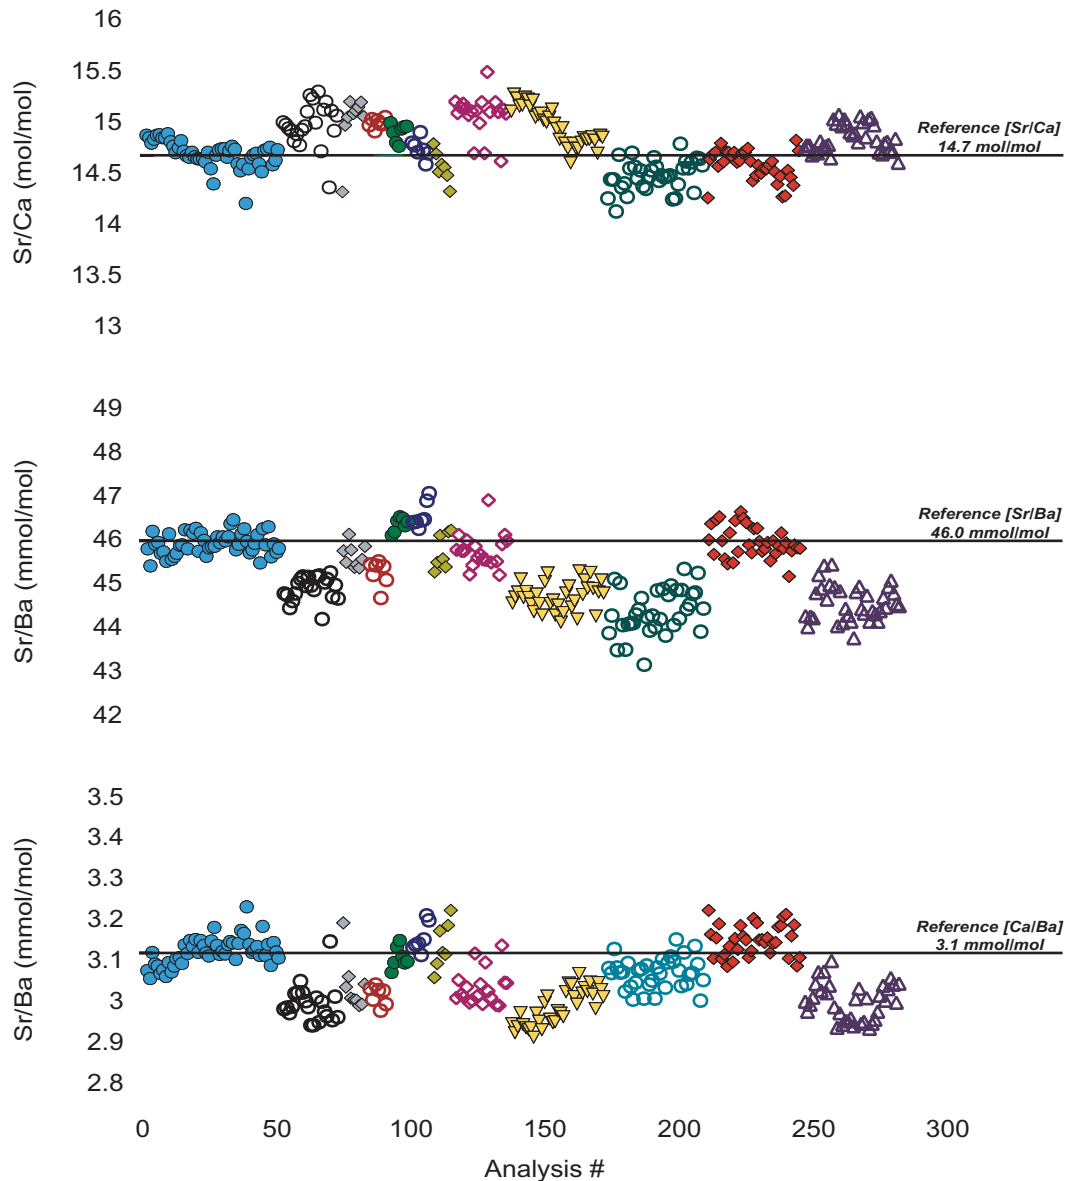 16
15.5
15
14.5
14
13.5
13
Sr/Ca (mol/mol)
Reference [Sr/Ca]
14.7 mol/mol
49
48
47
46
45
44
43
42
Sr/Ba (mmol/mol)
Reference [Sr/Ba]
46.0 mmol/mol
3.5
3.4
3.3
3.2
3.1
3
2.9
2.8
Sr/Ba (mmol/mol)
Reference [Ca/Ba]
3.1 mmol/mol
0 50 100 150 200 250 300
Analysis #